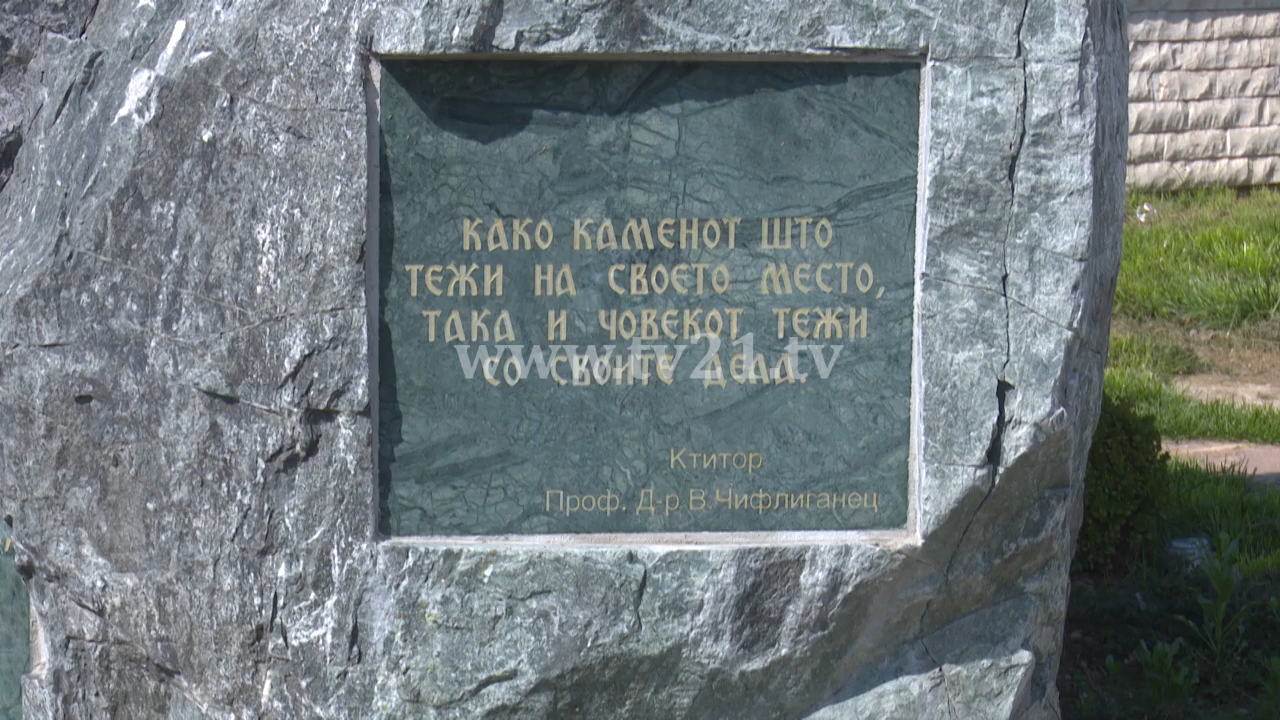 КАКО КАМЕНОТ ШТО
ТЕЖИ НА СВОЕТО МЕСТО,
ТАКА И ЧОВЕКОТ ТЕЖИ
www.tv21.tv
СО СВОИТЕ ДЕЛА.
Ктитор
Проф. Д-р В.Чифлиганец